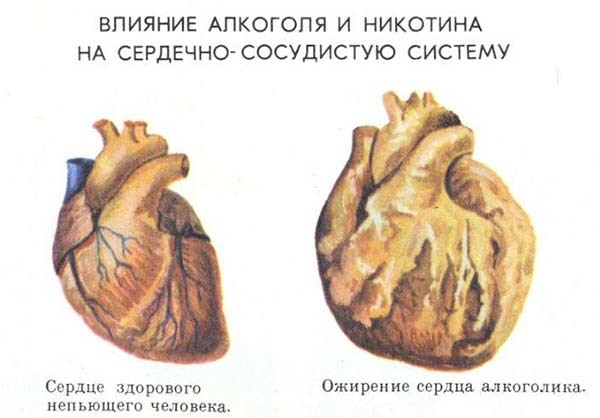 ВЛИЯНИЕ АЛКОГОЛЯ И НИКОТИНА
НА СЕРДЕЧНО-СОСУДИСТУЮ СИСТЕМУ
Сердце здорового
непьющего человека.
Ожирение сердца алкоголика.